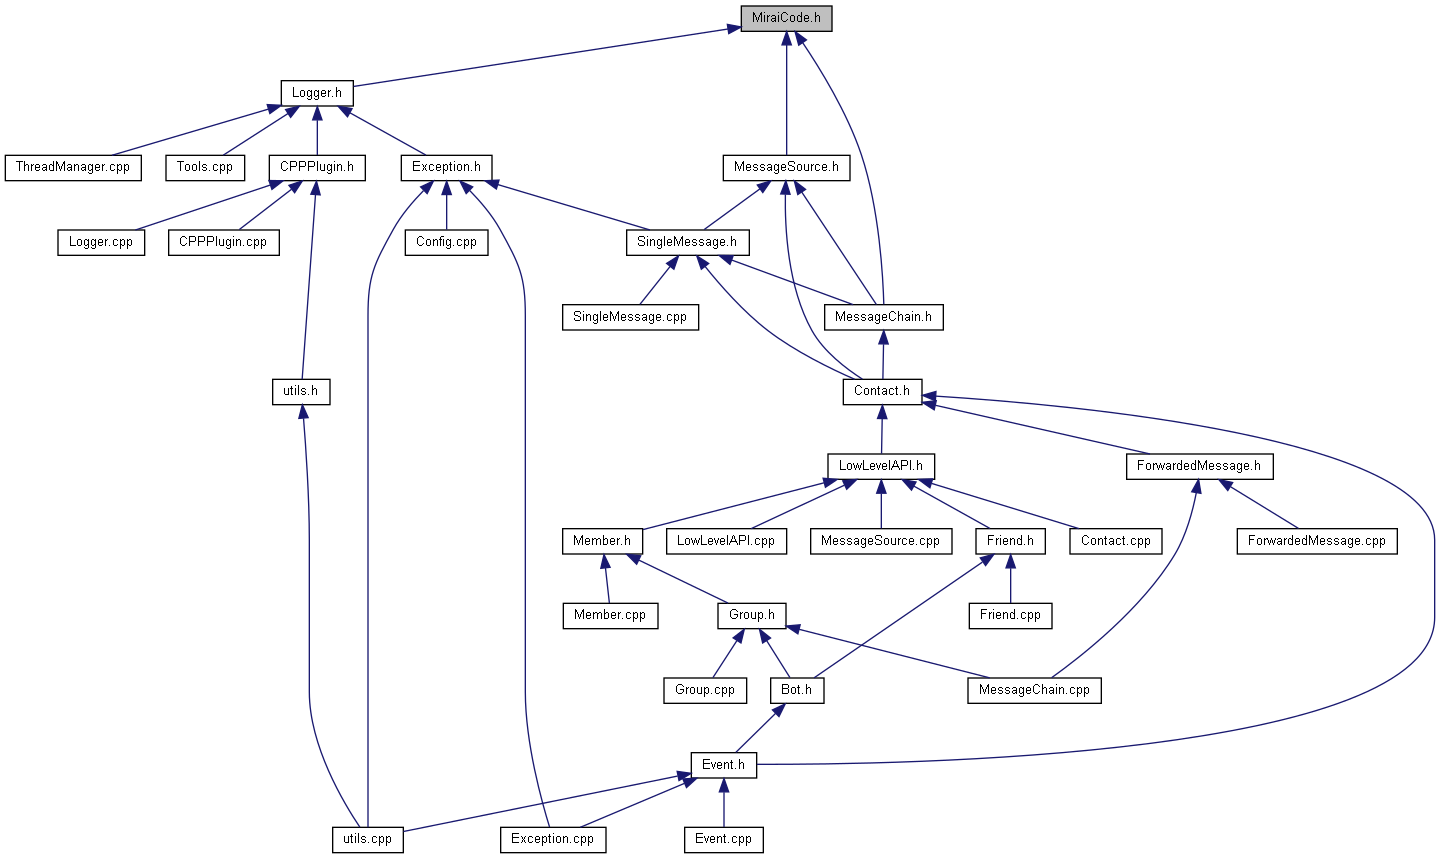 MiraiCode.h
Logger.h
ThreadManager.cpp
Tools.cpp
CPPPlugin.h
Exception.h
MessageSource.h
Logger.cpp
CPPPlugin.cpp
Config.cpp
SingleMessage.h
SingleMessage.cpp
MessageChain.h
utils.h
Contact.h
LowLevelAPI.h
ForwardedMessage.h
Member.h
LowLevelAPI.cpp
MessageSource.cpp
Friend.h
Contact.cpp
ForwardedMessage.cpp
Member.cpp
Group.h
Friend.cpp
Group.cpp
Bot.h
MessageChain.cpp
Event.h
utils.cpp
Exception.cpp
Event.cpp